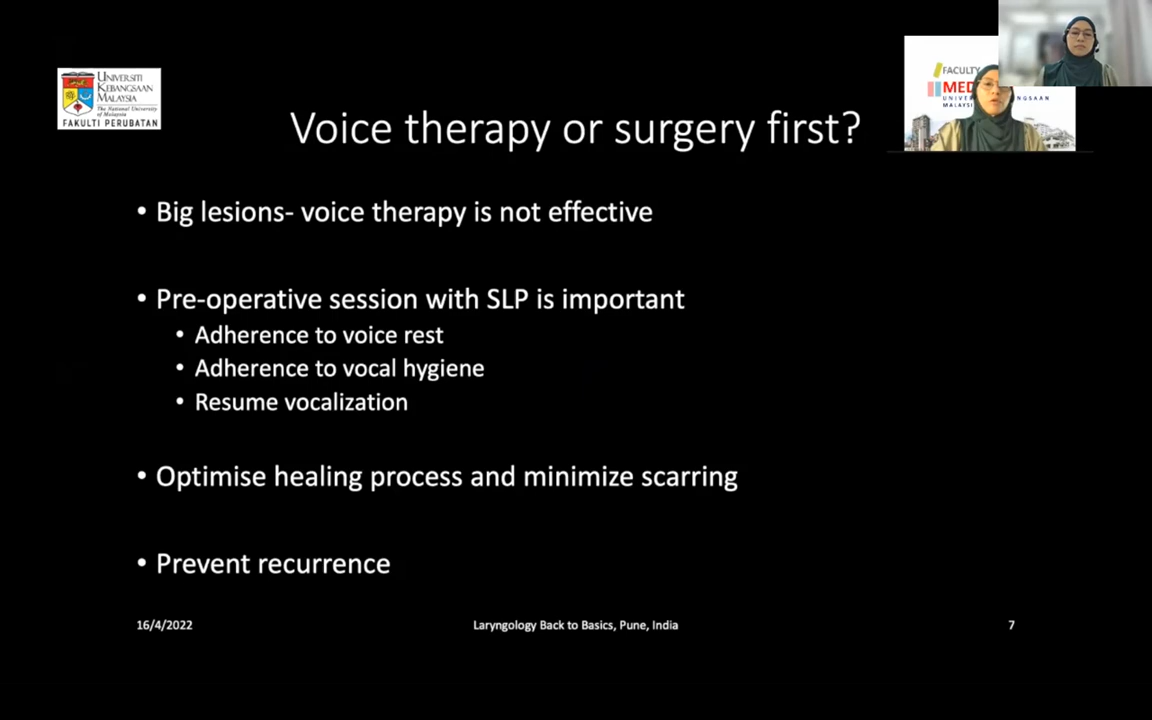 UNIVERSITI
KEBANGSAAN
MALAYSIA
The National University
of Malaysia
FAKULTI PERUBATAN
FACULTY
MED
UNIV NGSAAN
MALAYSI
Voice therapy or surgery first?
• Big lesions- voice therapy is not effective
• Pre-operative session with SLP is important
• Adherence to voice rest
• Adherence to vocal hygiene
• Resume vocalization
• Optimise healing process and minimize scarring
• Prevent recurrence
16/4/2022
Laryngology Back to Basics, Pune, India
7